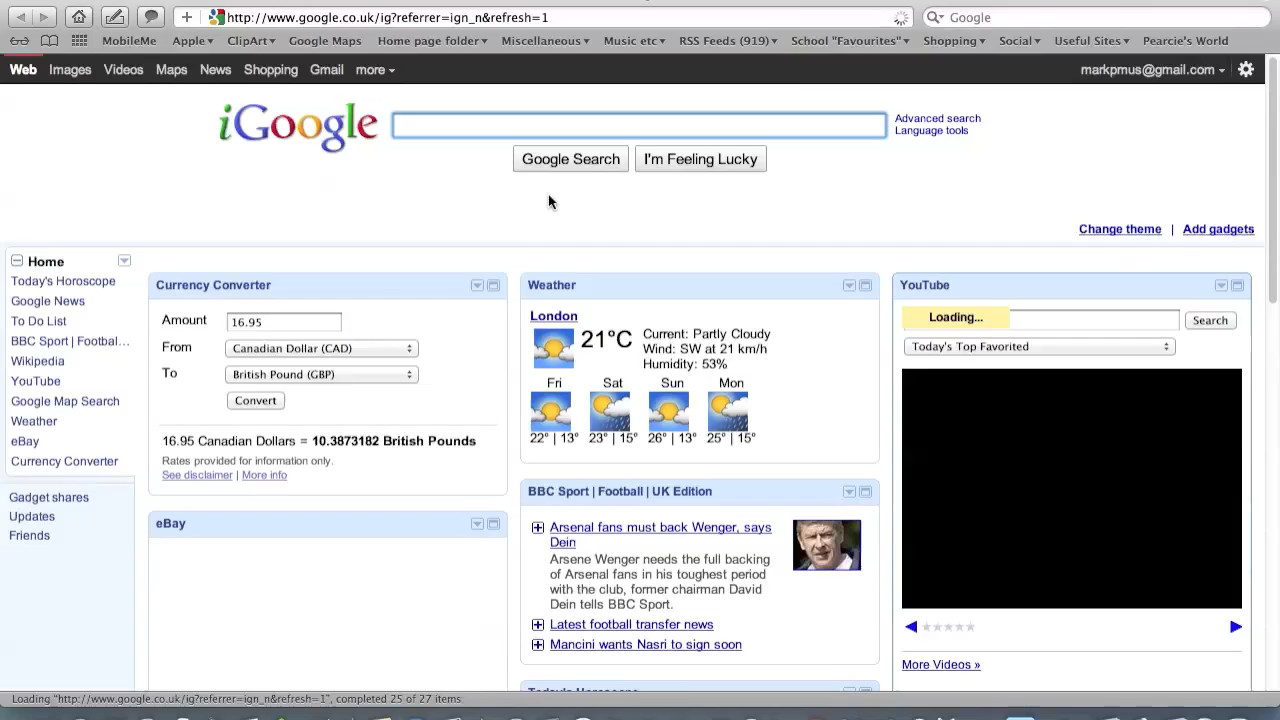 http://www.google.co.uk/ig?referrer=ign_n&refresh=1
Google
MobileMe Apple ClipArt Google Maps Home page folder Miscellaneous Music etc RSS Feeds (919) School "Favourites" Shopping Social Useful Sites Pearcie's World
Web Images Videos Maps News Shopping Gmail more
markpmus@gmail.com
iGoogle
Advanced search
Language tools
Google Search I'm Feeling Lucky
Change theme | Add gadgets
Home
Today's Horoscope
Google News
To Do List
BBC Sport | Footbal...
Wikipedia
YouTube
Google Map Search
Weather
eBay
Currency Converter
Gadget shares
Updates
Friends
Currency Converter
Amount 16.95
From Canadian Dollar (CAD)
To British Pound (GBP)
Convert
16.95 Canadian Dollars = 10.3873182 British Pounds
Rates provided for information only.
See disclaimer | More info
eBay
Weather
London
21°C
Current: Partly Cloudy
Wind: SW at 21 km/h
Humidity: 53%
Fri Sat Sun Mon
22° | 13° 23° | 15° 26° | 13° 25° | 15°
BBC Sport | Football | UK Edition
Arsenal fans must back Wenger, says
Dein
Arsene Wenger needs the full backing
of Arsenal fans in his toughest period
with the club, former chairman David
Dein tells BBC Sport.
Latest football transfer news
Mancini wants Nasri to sign soon
Today's Horoscope
YouTube
Loading...
Search
Today's Top Favorited
More Videos »
Loading "http://www.google.co.uk/ig?referrer=ign_n&refresh=1", completed 25 of 27 items